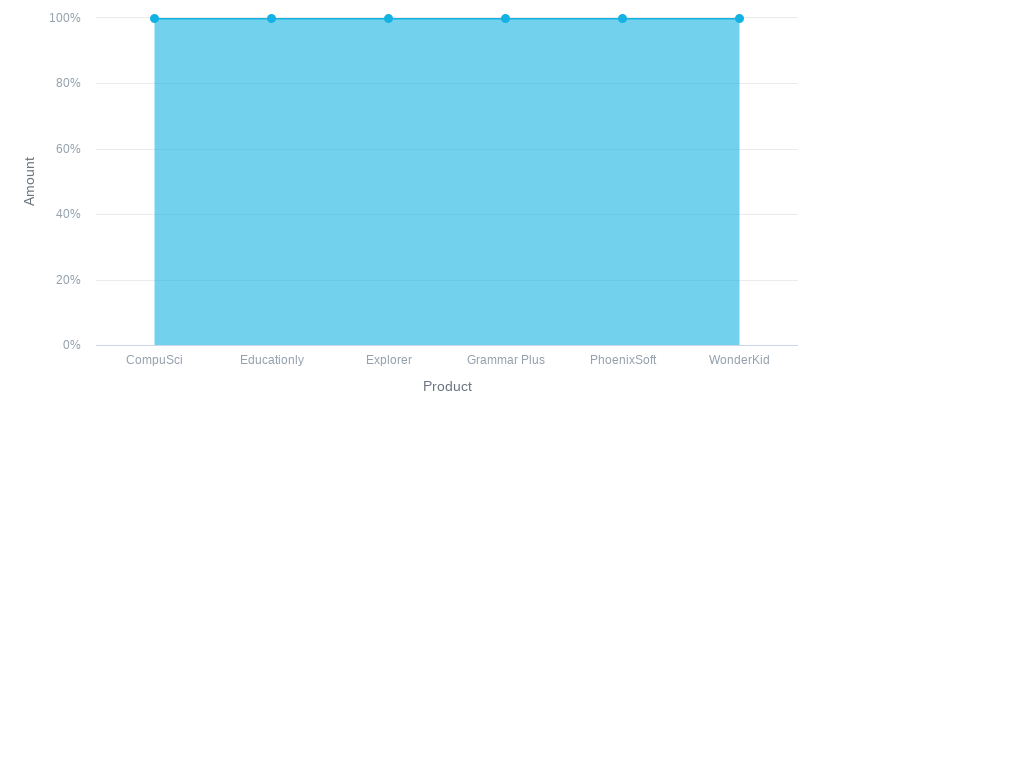 100%
80%
60%
40%
20%
0%
Amount
CompuSci Educationly Explorer Grammar Plus PhoenixSoft WonderKid
Product